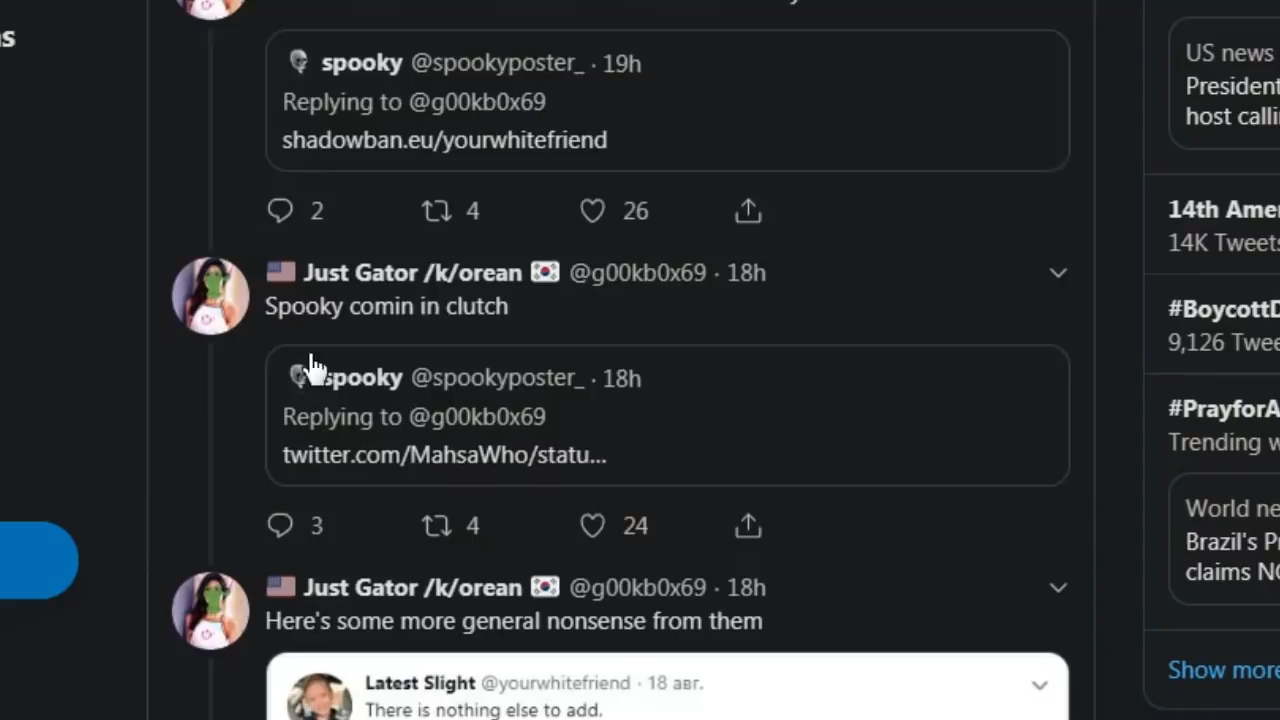 spooky @spookyposter_ · 19h
Replying to @g00kb0x69
shadowban.eu/yourwhitefriend
2 4 26
Just Gator /k/orean @g00kb0x69 · 18h
Spooky comin in clutch
spooky @spookyposter_ · 18h
Replying to @g00kb0x69
twitter.com/MahsaWho/statu...
3 4 24
Just Gator /k/orean @g00kb0x69 · 18h
Here's some more general nonsense from them
Latest Slight @yourwhitefriend · 18 авг.
There is nothing else to add.
US news
President
host calli
14th Amer
14K Tweets
#BoycottD
9,126 Twee
#PrayforA
Trending w
World ne
Brazil's P
claims NO
Show more